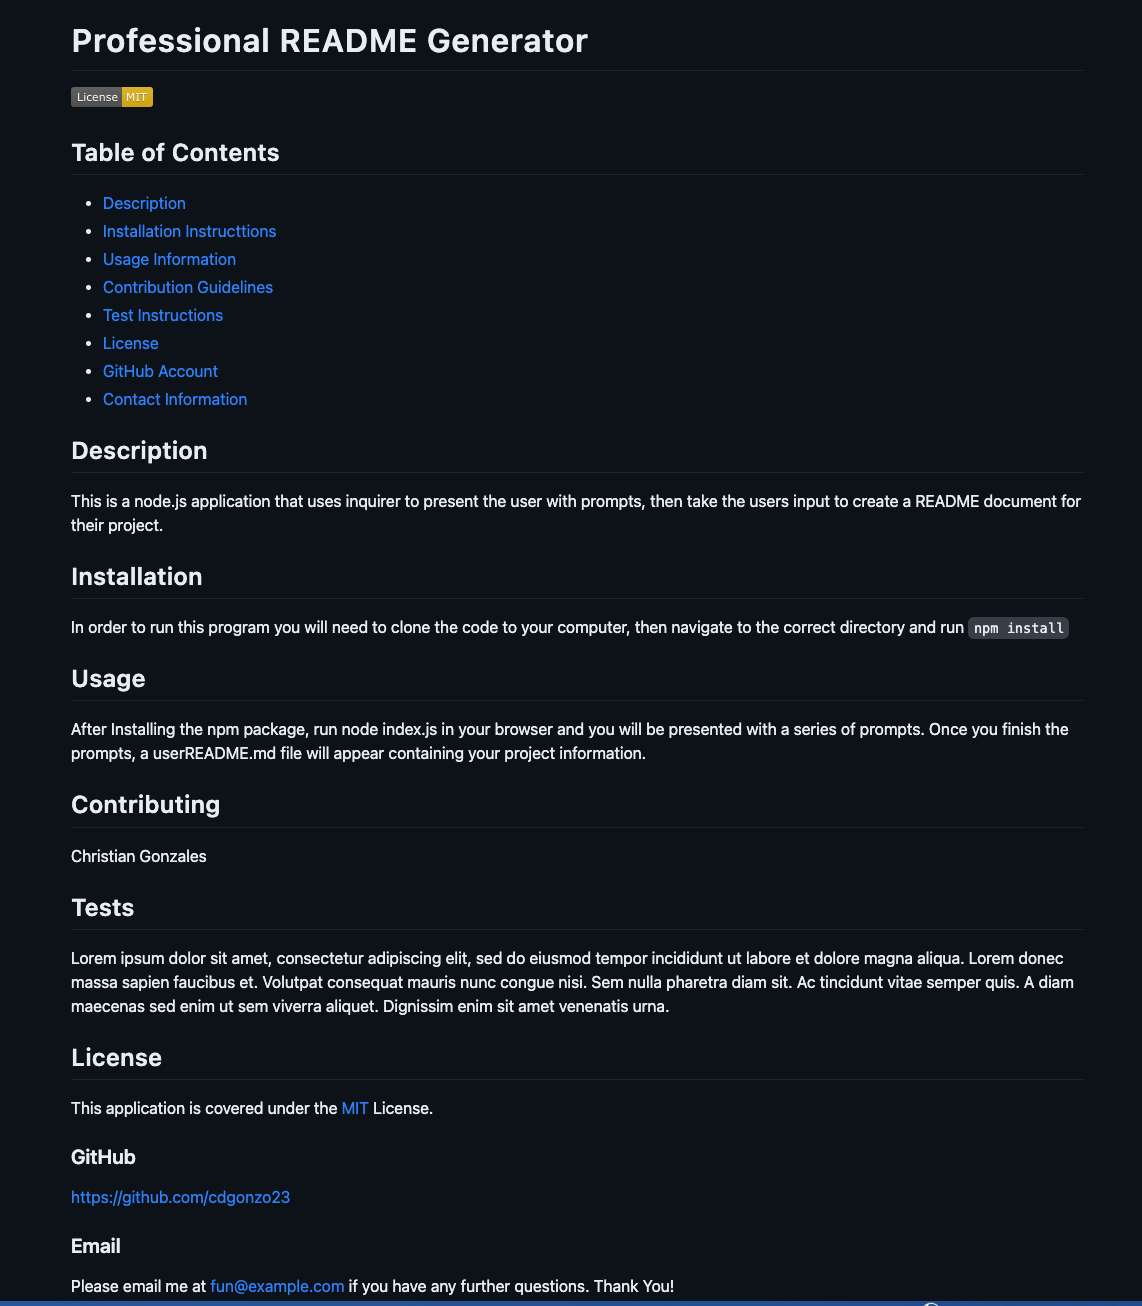 Professional README Generator
License MIT
Table of Contents
Description
Installation Instructtions
Usage Information
Contribution Guidelines
Test Instructions
License
GitHub Account
Contact Information
Description
This is a node.js application that uses inquirer to present the user with prompts, then take the users input to create a README document for
their project.
Installation
In order to run this program you will need to clone the code to your computer, then navigate to the correct directory and run npm install
Usage
After Installing the npm package, run node index.js in your browser and you will be presented with a series of prompts. Once you finish the
prompts, a userREADME.md file will appear containing your project information.
Contributing
Christian Gonzales
Tests
Lorem ipsum dolor sit amet, consectetur adipiscing elit, sed do eiusmod tempor incididunt ut labore et dolore magna aliqua. Lorem donec
massa sapien faucibus et. Volutpat consequat mauris nunc congue nisi. Sem nulla pharetra diam sit. Ac tincidunt vitae semper quis. A diam
maecenas sed enim ut sem viverra aliquet. Dignissim enim sit amet venenatis urna.
License
This application is covered under the MIT License.
GitHub
https://github.com/cdgonzo23
Email
Please email me at fun@example.com if you have any further questions. Thank You!